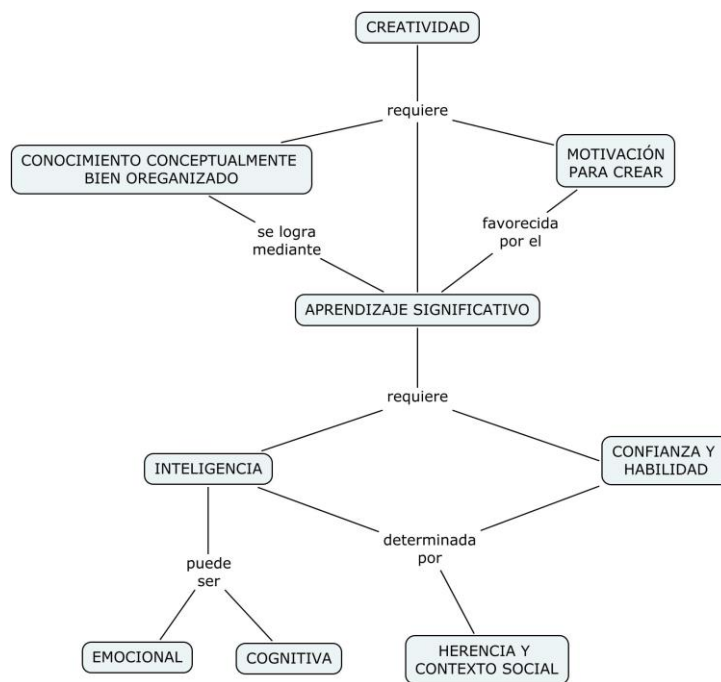 CREATIVIDAD
requiere
CONOCIMIENTO CONCEPTUALMENTE
BIEN OREGANIZADO
MOTIVACIÓN
PARA CREAR
se logra
mediante
favorecida
por el
APRENDIZAJE SIGNIFICATIVO
requiere
INTELIGENCIA
CONFIANZA Y
HABILIDAD
determinada
por
puede
ser
EMOCIONAL
COGNITIVA
HERENCIA Y
CONTEXTO SOCIAL